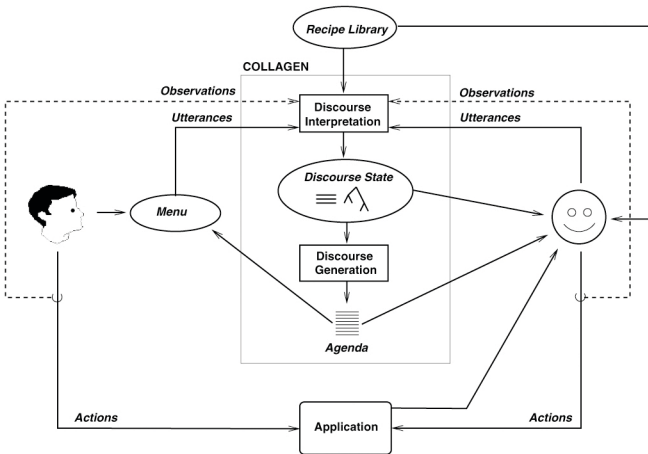 Recipe Library
COLLAGEN
Observations
Observations
Discourse
Interpretation
Utterances
Utterances
Discourse State
Menu
Discourse
Generation
Agenda
Actions
Application
Actions